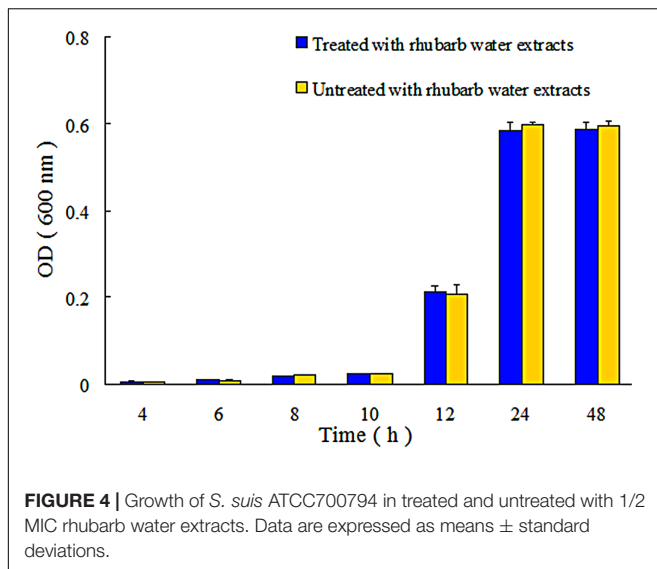 0.8
Treated with rhubarb water extracts
Untreated with rhubarb water extracts
0.6
0.4
0.2
0
OD ( 600 nm )
4 6 8 10 12 24 48
Time ( h )
FIGURE 4 | Growth of S. suis ATCC700794 in treated and untreated with 1/2
MIC rhubarb water extracts. Data are expressed as means ± standard
deviations.